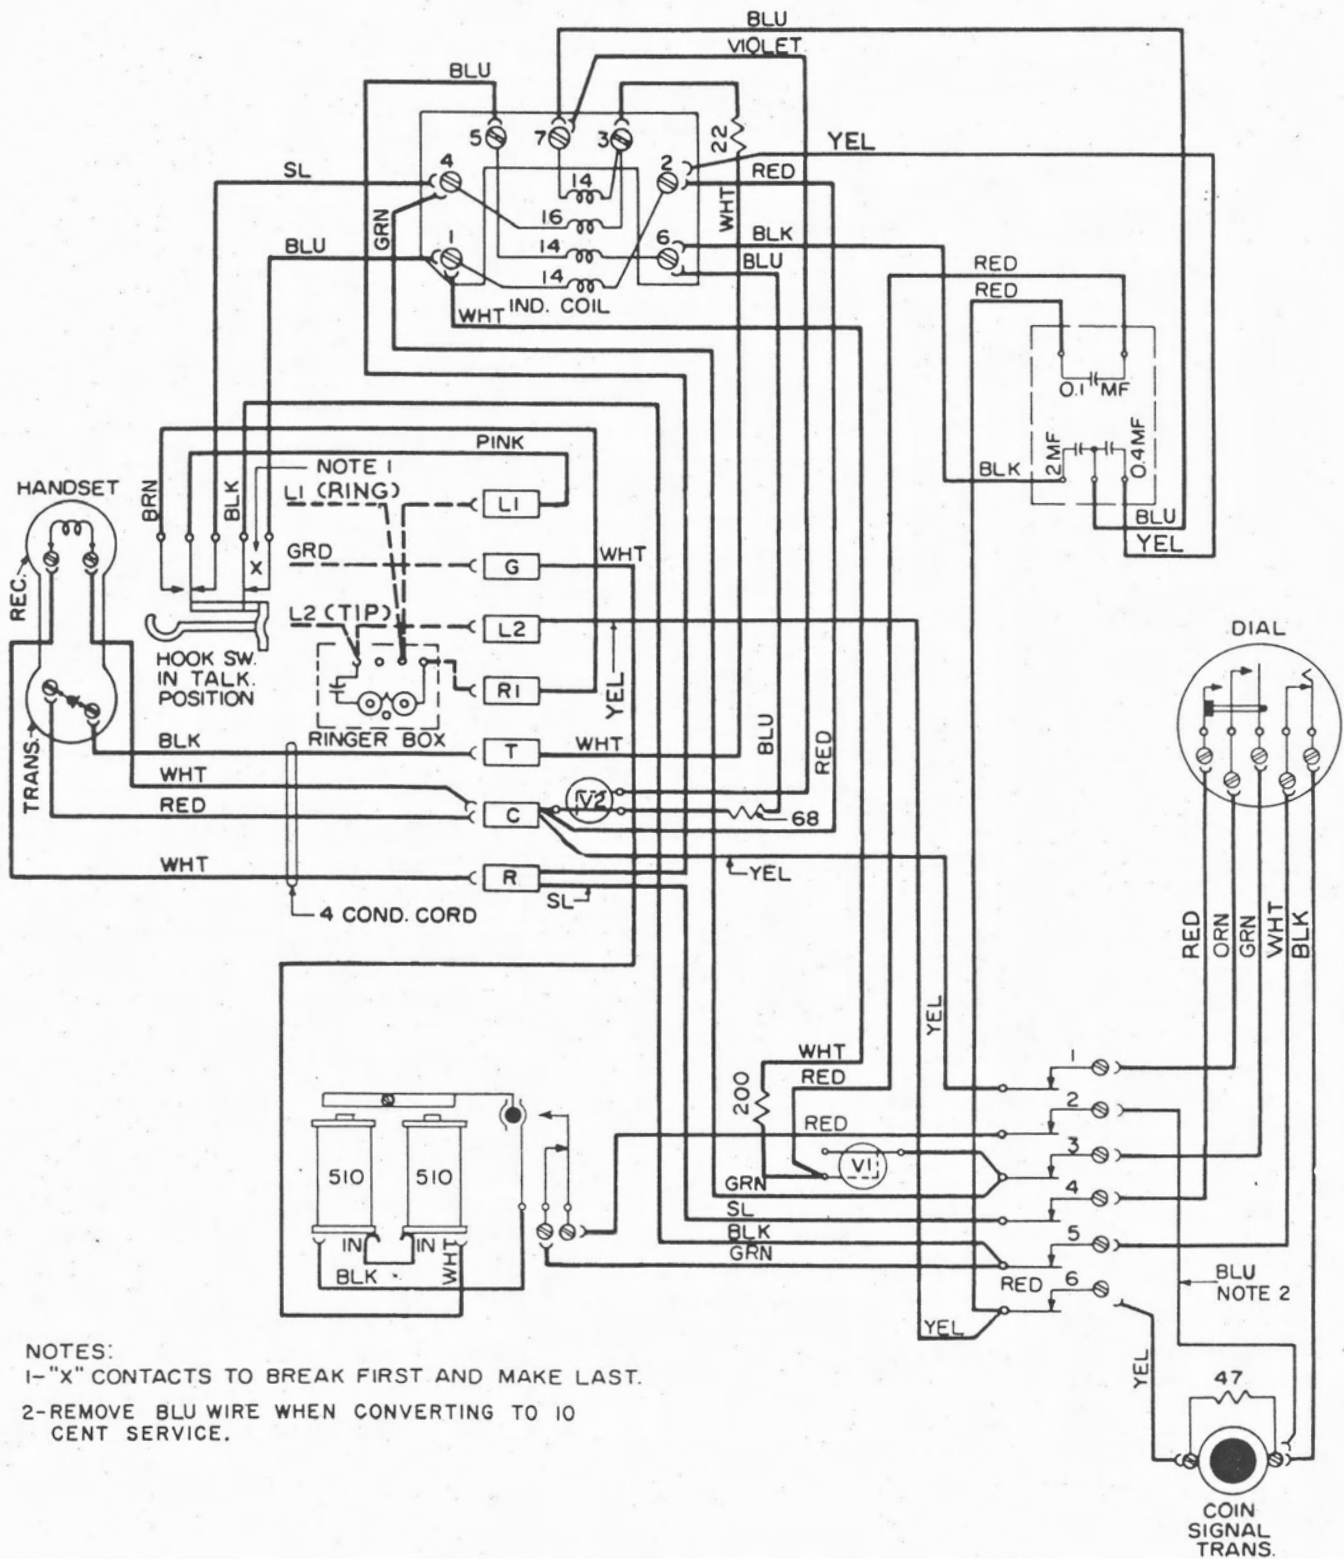 BLU
VIOLET
BLU
5
7
3
22
YEL
4
2
SL
14
RED
GRN
16
WHT
1
6
BLK
BLU
14
BLU
RED
14
RED
IND. COIL
WHT
0.1 MF
PINK
NOTE 1
2MF
0.4MF
BLK
HANDSET
L1 (RING)
BRN
BLK
L1
BLU
YEL
GRD
WHT
X
G
REC.
L2 (TIP)
L2
DIAL
HOOK SW.
IN TALK.
POSITION
YEL
R1
RINGER BOX
BLU
RED
BLK
T
WHT
TRANS.
WHT
V2
RED
C
68
WHT
R
YEL
SL
4 COND. CORD
RED
ORN
GRN
WHT
BLK
YEL
WHT
1
RED
200
2
RED
3
V1
510
510
GRN
4
SL
BLK
5
IN
IN
WHT
GRN
BLK
RED
6
BLU
NOTE 2
YEL
NOTES:
1-"X" CONTACTS TO BREAK FIRST AND MAKE LAST.
YEL
47
2-REMOVE BLU WIRE WHEN CONVERTING TO 10
CENT SERVICE.
COIN
SIGNAL
TRANS.